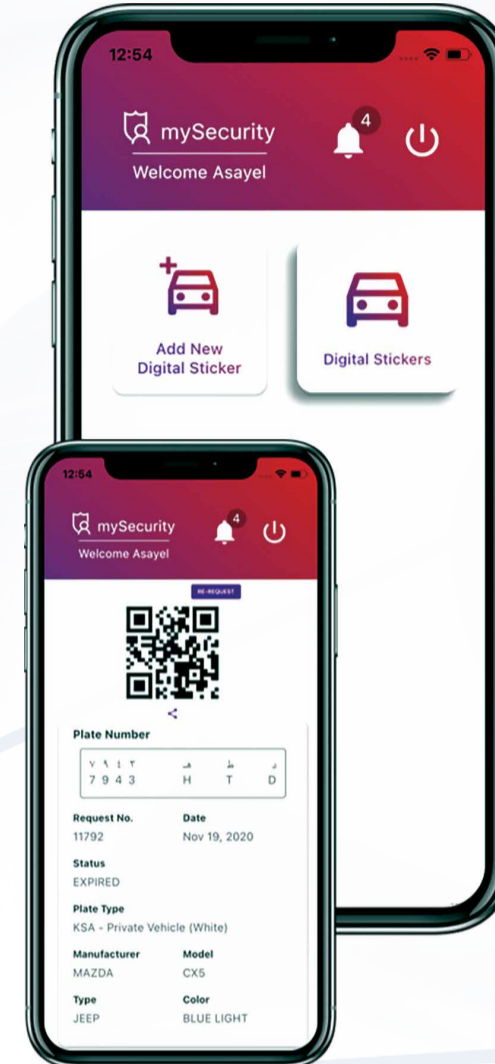 12:54
mySecurity
4
Welcome Asayel
Add New
Digital Sticker
Digital Stickers
12:54
mySecurity
4
Welcome Asayel
RE-REQUEST
Plate Number
٧ ٩ ٤ ٣ هـ ط د
7 9 4 3 H T D
Request No. Date
11792 Nov 19, 2020
Status
EXPIRED
Plate Type
KSA - Private Vehicle (White)
Manufacturer Model
MAZDA CX5
Type Color
JEEP BLUE LIGHT